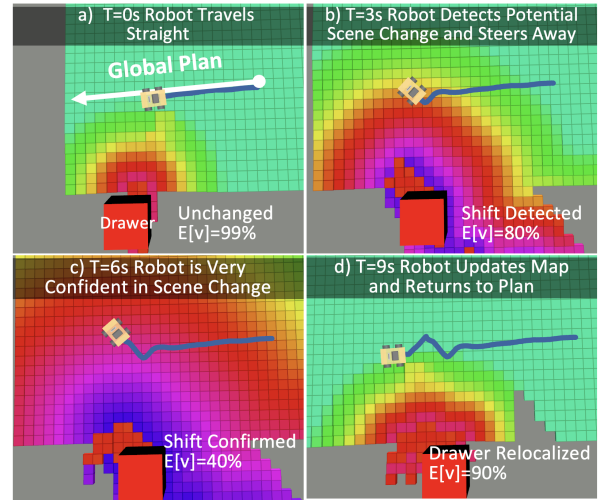 a) T=0s Robot Travels
Straight
Global Plan
Drawer
Unchanged
E[v]=99%
b) T=3s Robot Detects Potential
Scene Change and Steers Away
Shift Detected
E[v]=80%
c) T=6s Robot is Very
Confident in Scene Change
Shift Confirmed
E[v]=40%
d) T=9s Robot Updates Map
and Returns to Plan
Drawer Relocalized
E[v]=90%